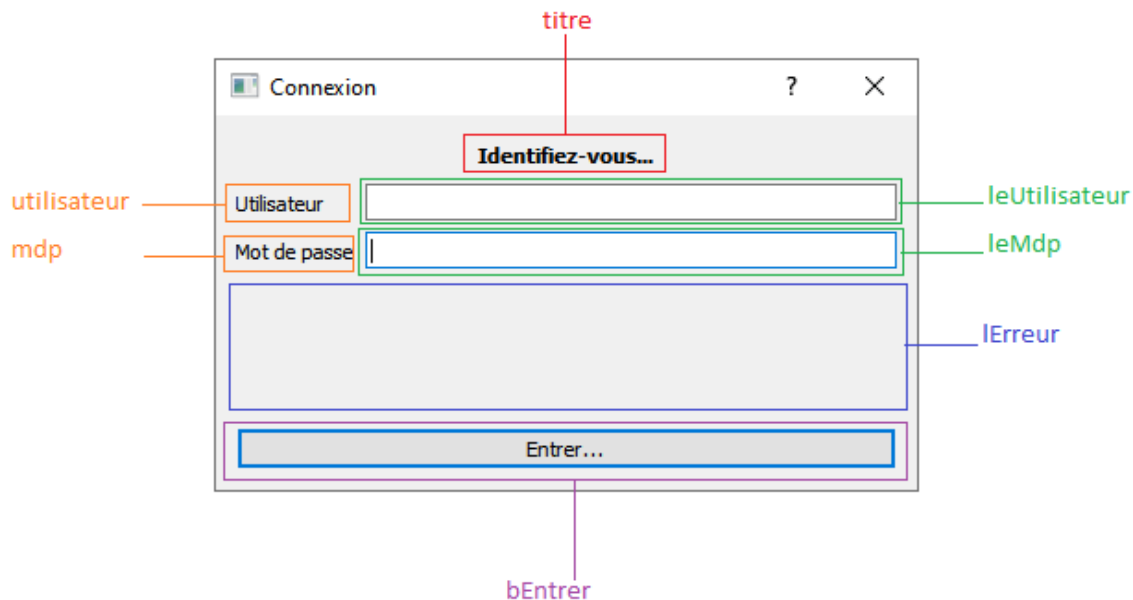 titre
Connexion ?
Identifiez-vous...
utilisateur Utilisateur leUtilisateur
mdp Mot de passe leMdp
lErreur
Entrer...
bEntrer